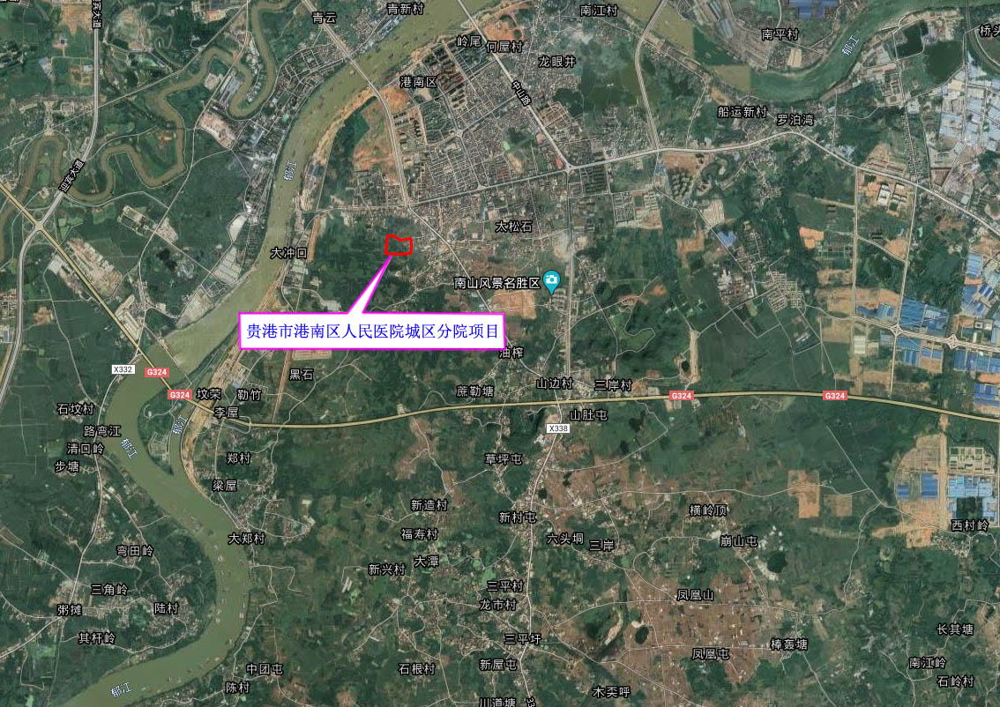 宾大道
青云
青新村
南江村
岭尾
何屋村
龙眼井
南平村
郁江
桥头
港南区
中山路
船运新村
罗泊湾
迎宾大道
郁江
太松石
大冲口
南山风景名胜区
贵港市港南区人民医院城区分院项目
油榨
X332
G324
黑石
G324
坟荣
勒竹
蔗勒塘
山边村
三岸村
G324
G324
石坟村
李屋
山肚屯
路弯江
郁江
X338
清回岭
郁江
步塘
郑村
草坪屯
梁屋
新造村
新村屯
横岭顶
西村岭
大郑村
福寿村
六头垌
三岸
崩山屯
弯田岭
新兴村
大潭
三角岭
三平村
凤凰山
粥摊
陆村
龙市村
长其塘
其杆岭
三平圩
棒轰塘
中团屯
石根村
新屋屯
凤凰屯
南江岭
石岭村
郁江
陈村
木奀呼
川道塘